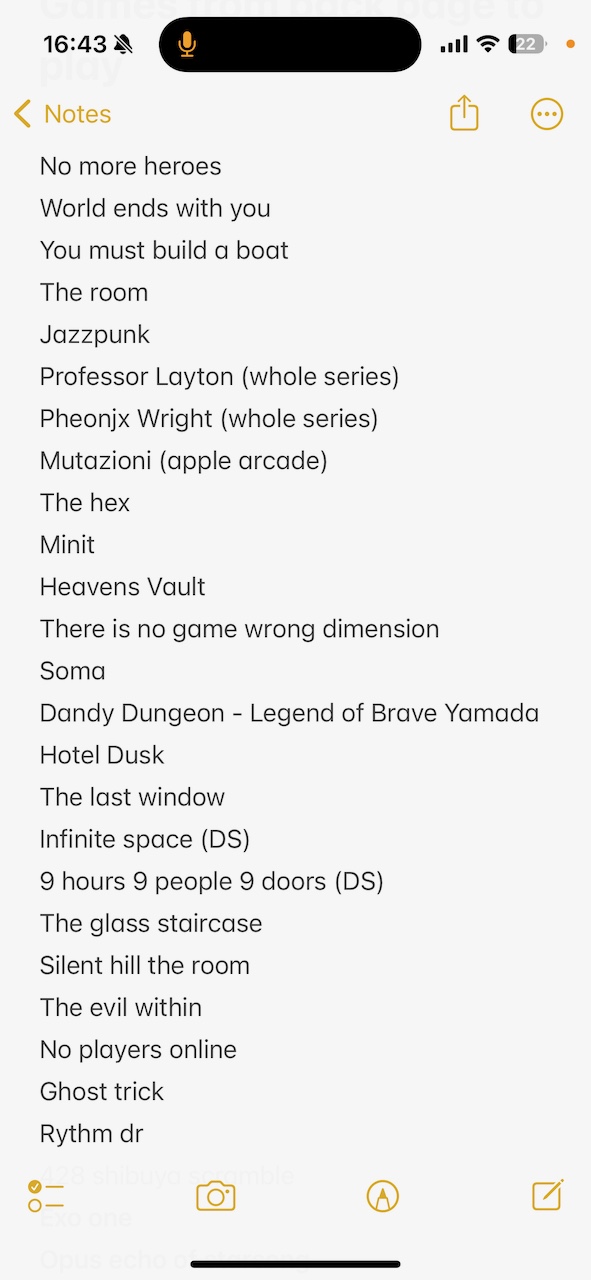 Games from back page to
play
16:43
22
Notes
No more heroes
World ends with you
You must build a boat
The room
Jazzpunk
Professor Layton (whole series)
Pheonjx Wright (whole series)
Mutazioni (apple arcade)
The hex
Minit
Heavens Vault
There is no game wrong dimension
Soma
Dandy Dungeon - Legend of Brave Yamada
Hotel Dusk
The last window
Infinite space (DS)
9 hours 9 people 9 doors (DS)
The glass staircase
Silent hill the room
The evil within
No players online
Ghost trick
Rythm dr
428 shibuya scramble
Exo one
Opus echo of starsong